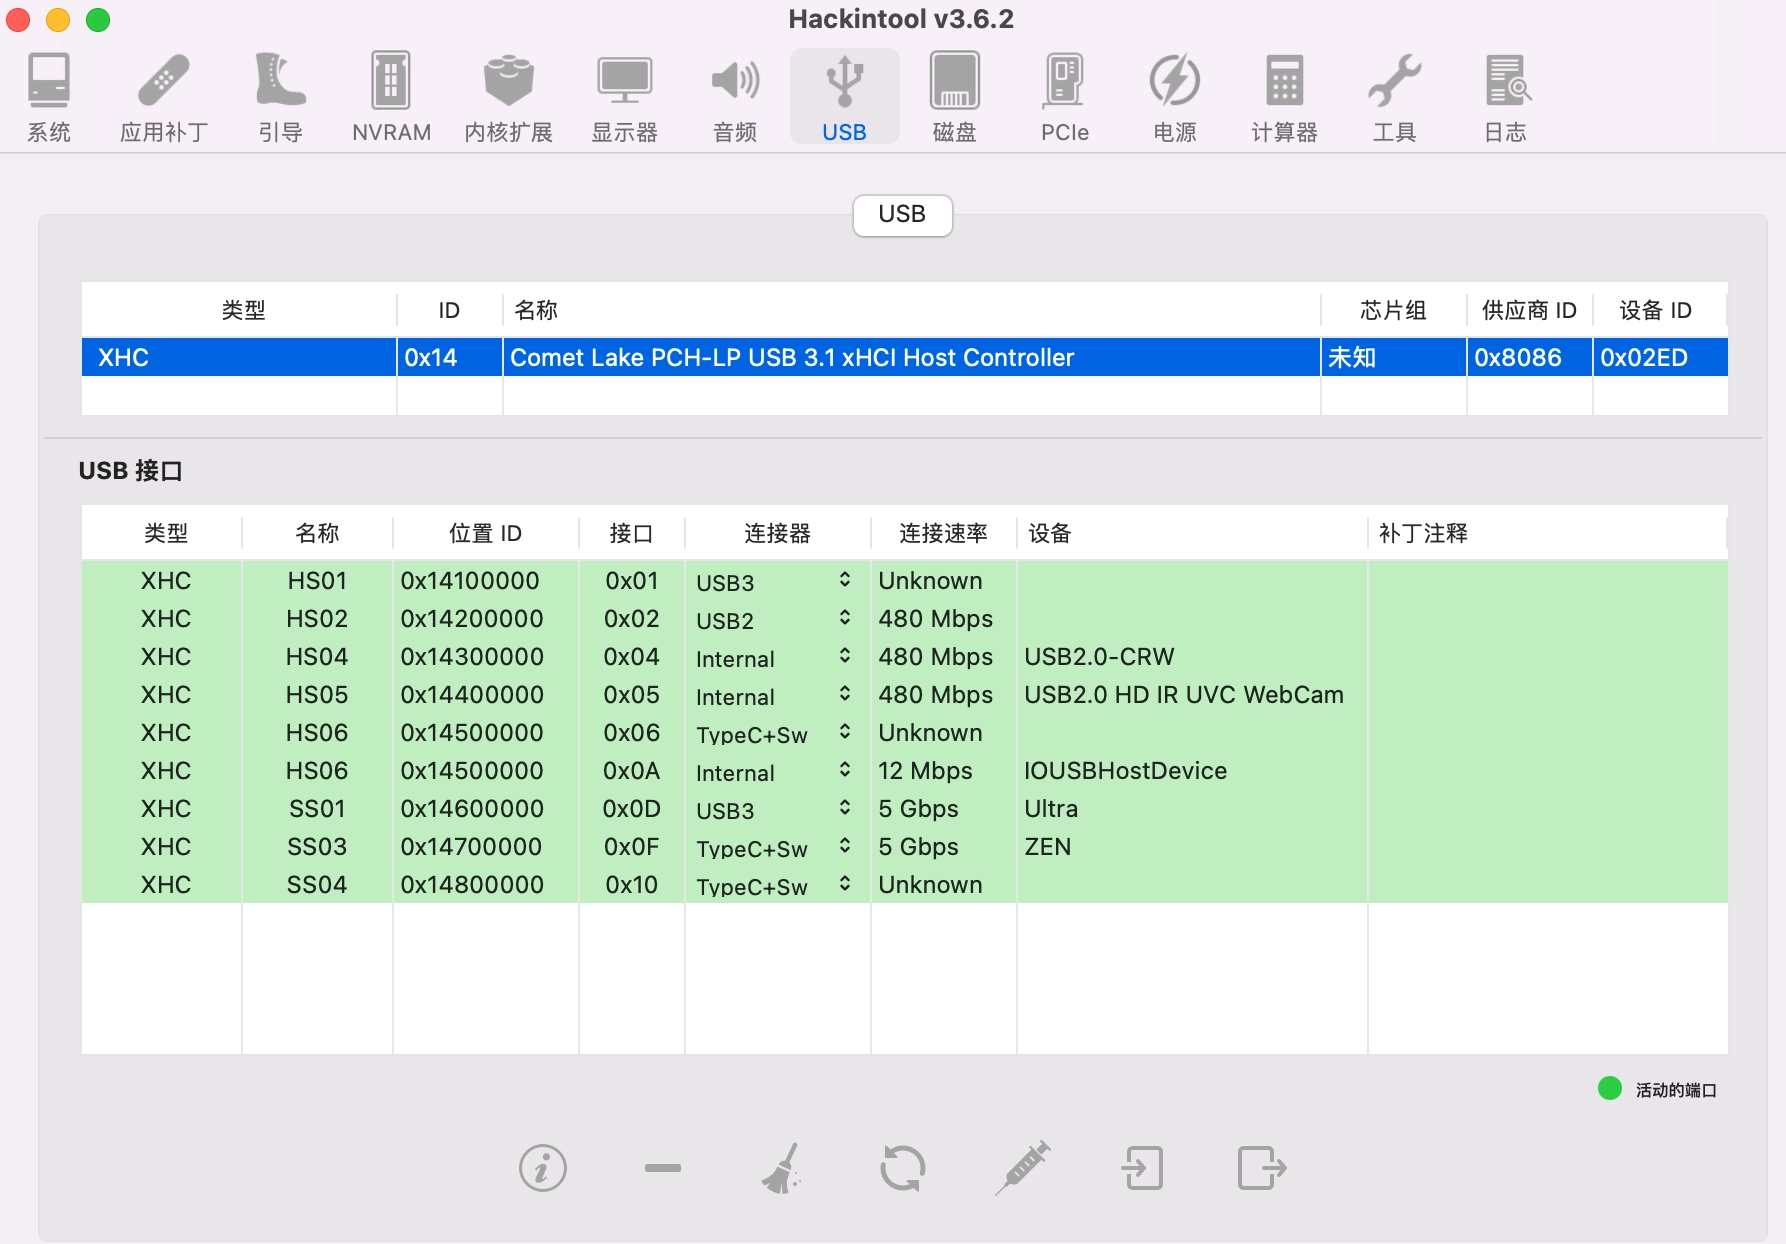 Hackintool v3.6.2
系统 应用补丁 引导 NVRAM 内核扩展 显示器 音频 USB 磁盘 PCIe 电源 计算器 工具 日志
USB
类型 ID 名称 芯片组 供应商 ID 设备 ID
XHC 0x14 Comet Lake PCH-LP USB 3.1 xHCI Host Controller 未知 0x8086 0x02ED
USB 接口
类型 名称 位置 ID 接口 连接器 连接速率 设备 补丁注释
XHC HS01 0x14100000 0x01 USB3 Unknown
XHC HS02 0x14200000 0x02 USB2 480 Mbps
XHC HS04 0x14300000 0x04 Internal 480 Mbps USB2.0-CRW
XHC HS05 0x14400000 0x05 Internal 480 Mbps USB2.0 HD IR UVC WebCam
XHC HS06 0x14500000 0x06 TypeC+Sw Unknown
XHC HS06 0x14500000 0x0A Internal 12 Mbps IOUSBHostDevice
XHC SS01 0x14600000 0x0D USB3 5 Gbps Ultra
XHC SS03 0x14700000 0x0F TypeC+Sw 5 Gbps ZEN
XHC SS04 0x14800000 0x10 TypeC+Sw Unknown
活动的端口